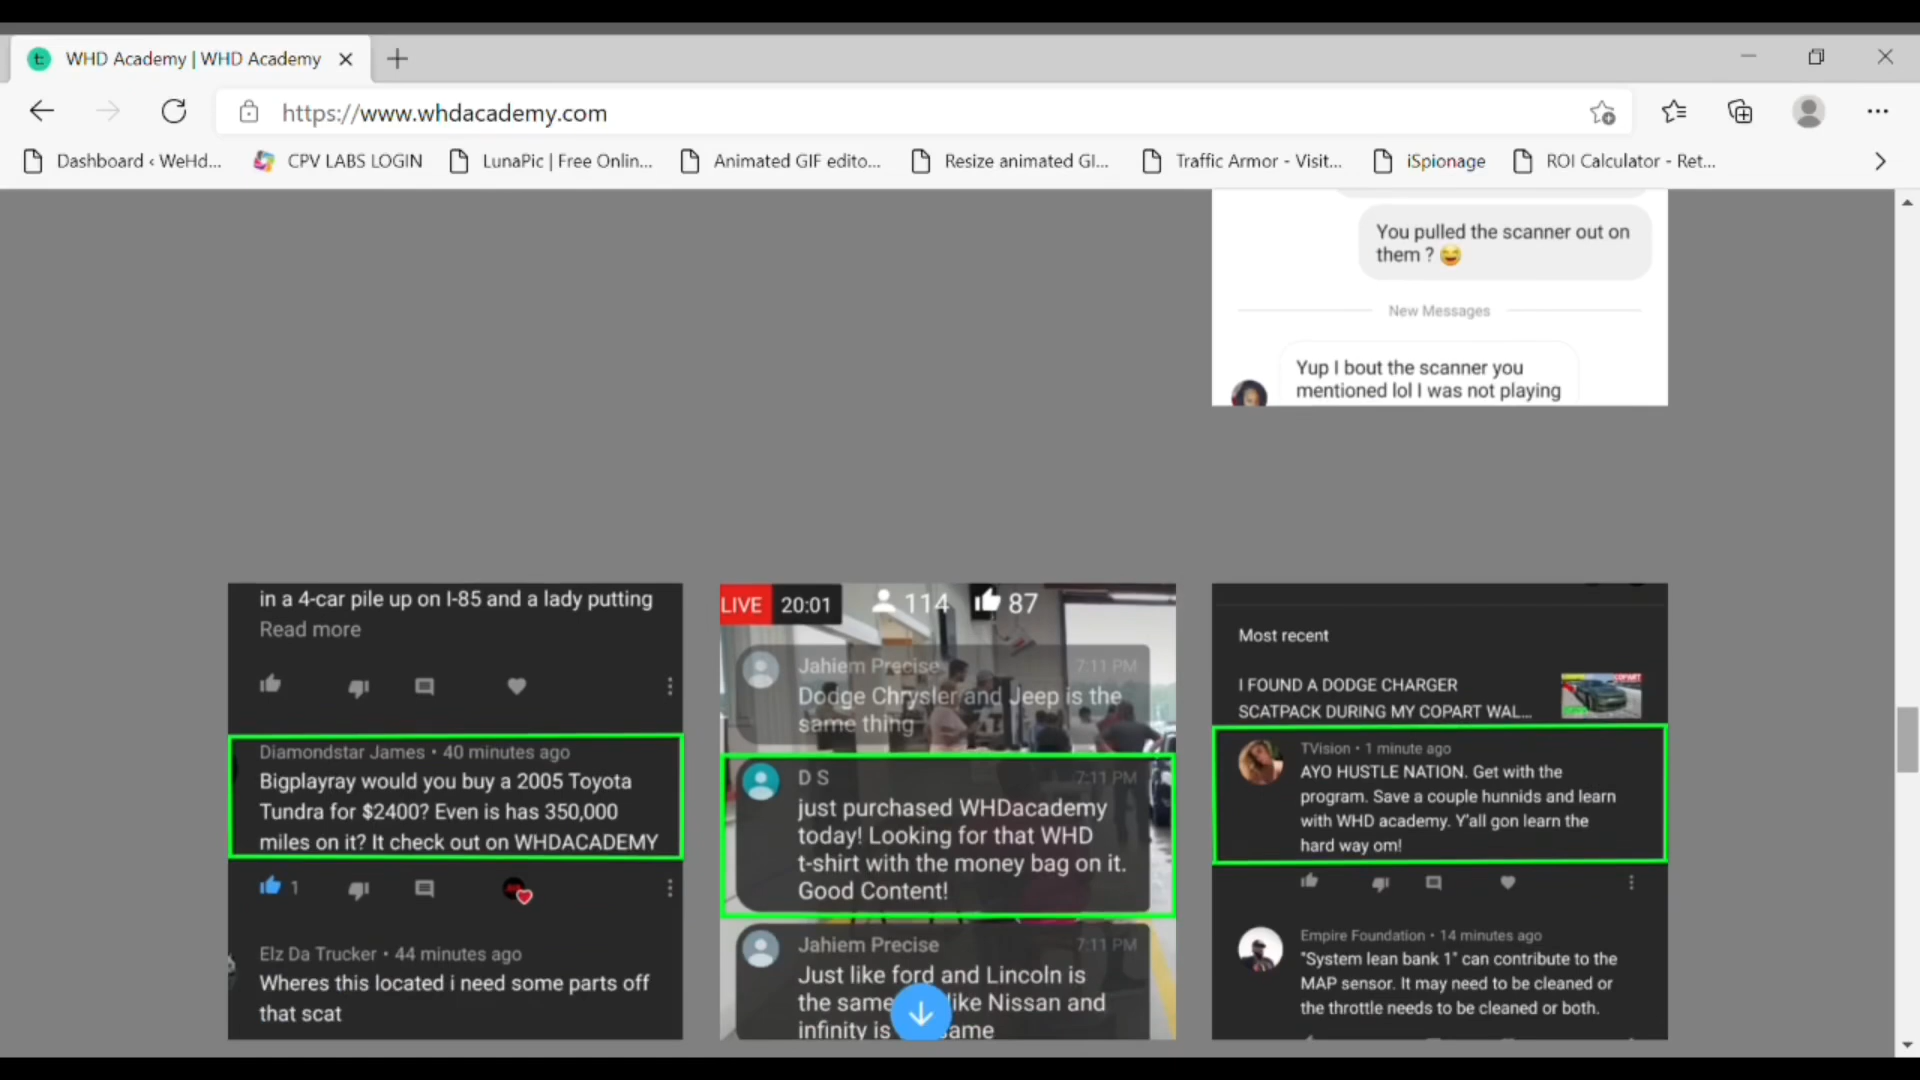 WHD Academy | WHD Academy
https://www.whdacademy.com
Dashboard ‹ WeHd...
CPV LABS LOGIN
LunaPic | Free Onlin...
Animated GIF edito...
Resize animated GI...
Traffic Armor - Visit...
iSpionage
ROI Calculator - Ret...
You pulled the scanner out on
them ? 😂
New Messages
Yup I bout the scanner you
mentioned lol I was not playing
in a 4-car pile up on I-85 and a lady putting
Read more
Diamondstar James • 40 minutes ago
Bigplayray would you buy a 2005 Toyota
Tundra for $2400? Even is has 350,000
miles on it? It check out on WHDACADEMY
1
Elz Da Trucker • 44 minutes ago
Wheres this located i need some parts off
that scat
LIVE 20:01 114 87
Jahiem Precise 7:11 PM
Dodge Chrysler and Jeep is the
same thing
D S 7:11 PM
just purchased WHDacademy
today! Looking for that WHD
t-shirt with the money bag on it.
Good Content!
Jahiem Precise 7:11 PM
Just like ford and Lincoln is
the same like Nissan and
infinity is same
Most recent
I FOUND A DODGE CHARGER
SCATPACK DURING MY COPART WAL...
TVision • 1 minute ago
AYO HUSTLE NATION. Get with the
program. Save a couple hunnids and learn
with WHD academy. Y'all gon learn the
hard way om!
Empire Foundation • 14 minutes ago
"System lean bank 1" can contribute to the
MAP sensor. It may need to be cleaned or
the throttle needs to be cleaned or both.